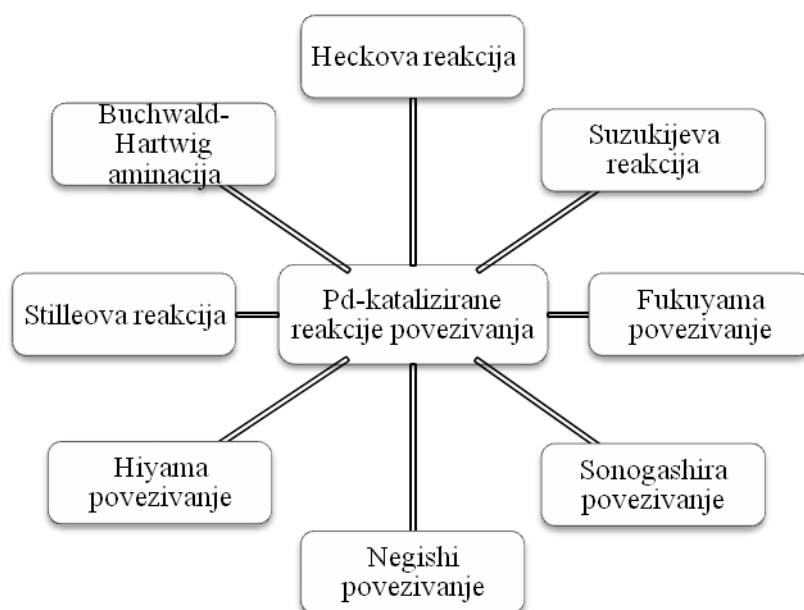 Heckova reakcija
Buchwald-
Hartwig
aminacija
Suzukijeva
reakcija
Stilleova reakcija
Pd-katalizirane
reakcije povezivanja
Fukuyama
povezivanje
Hiyama
povezivanje
Sonogashira
povezivanje
Negishi
povezivanje